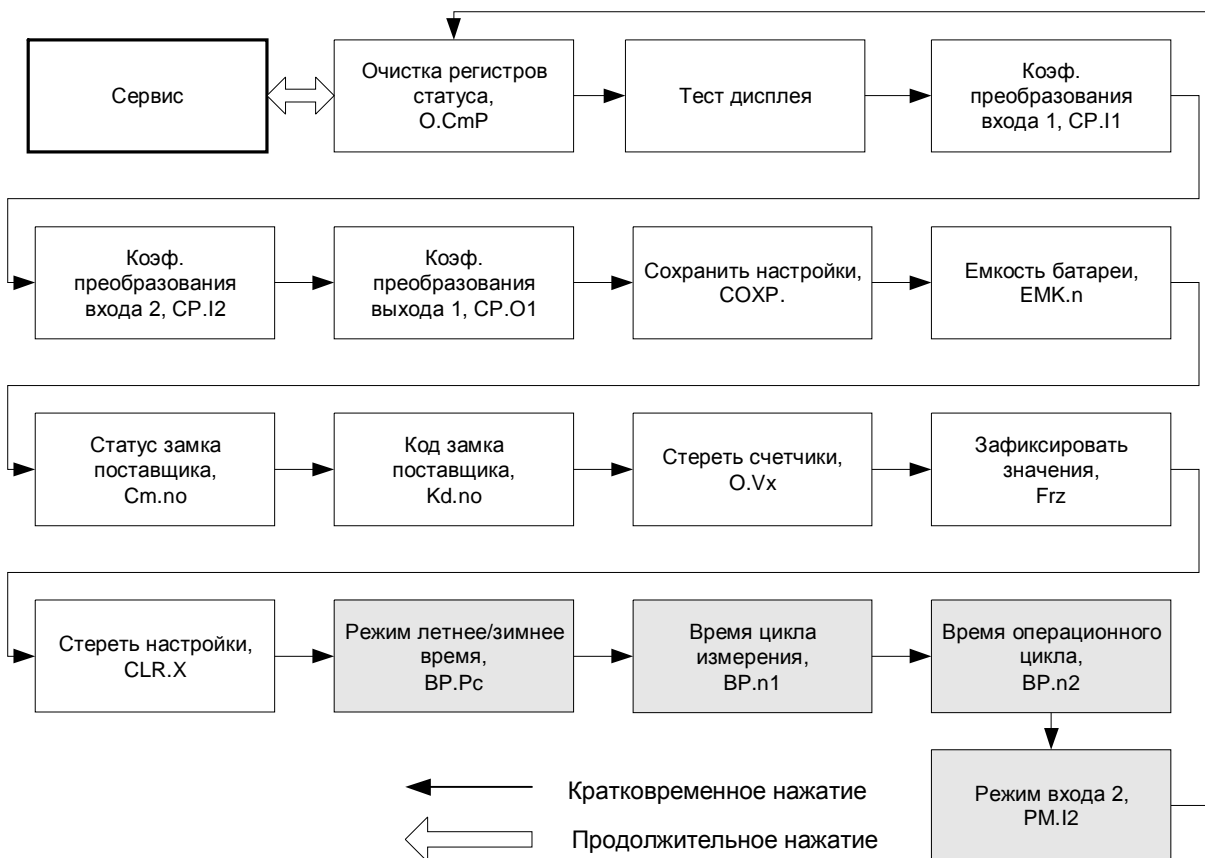 Сервис
Очистка регистров
статуса,
O.CmP
Тест дисплея
Коэф.
преобразования
входа 1, CP.I1
Коэф.
преобразования
входа 2, CP.I2
Коэф.
преобразования
выхода 1, CP.O1
Сохранить настройки,
COXP.
Емкость батареи,
EMK.n
Статус замка
поставщика,
Cm.no
Код замка
поставщика,
Kd.no
Стереть счетчики,
O.Vx
Зафиксировать
значения,
Frz
Стереть настройки,
CLR.X
Режим летнее/зимнее
время,
BP.Pc
Время цикла
измерения,
BP.n1
Время операционного
цикла,
BP.n2
Режим входа 2,
PM.I2
Кратковременное нажатие
Продолжительное нажатие